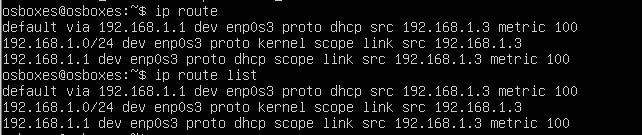 osboxes@osboxes:~$ ip route
default via 192.168.1.1 dev enp0s3 proto dhcp src 192.168.1.3 metric 100
192.168.1.0/24 dev enp0s3 proto kernel scope link src 192.168.1.3
192.168.1.1 dev enp0s3 proto dhcp scope link src 192.168.1.3 metric 100
osboxes@osboxes:~$ ip route list
default via 192.168.1.1 dev enp0s3 proto dhcp src 192.168.1.3 metric 100
192.168.1.0/24 dev enp0s3 proto kernel scope link src 192.168.1.3
192.168.1.1 dev enp0s3 proto dhcp scope link src 192.168.1.3 metric 100